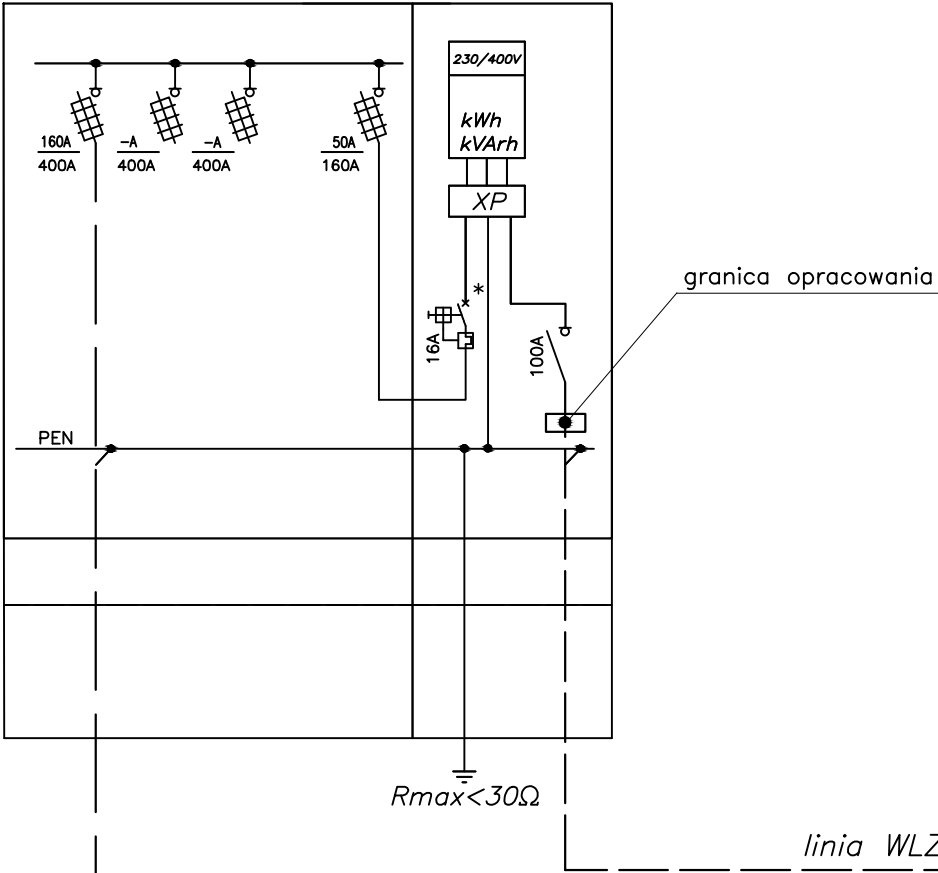 230/400V
kWh
kVArh
XP
160A
400A
-A
400A
-A
400A
50A
160A
*
16A
100A
granica opracowania
PEN
Rmax<30Ω
linia WLZ